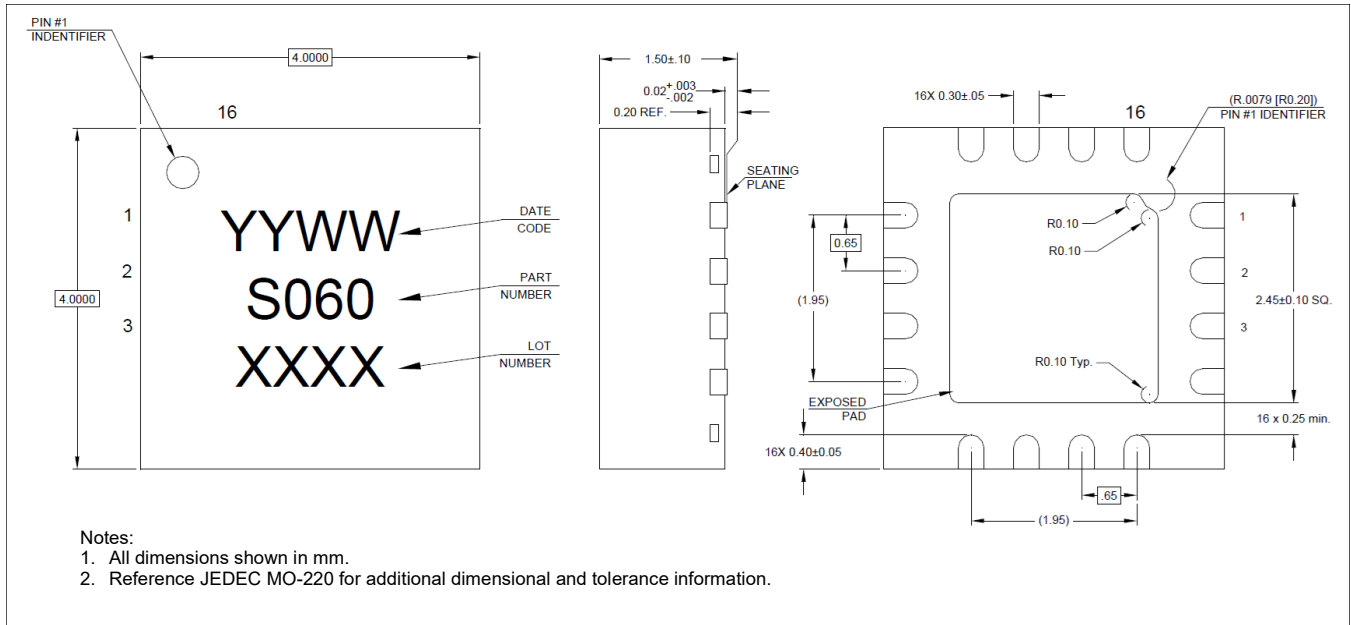 PIN #1
INDENTIFIER
4.0000
16
4.0000
1
2
3
YYWW
S060
XXXX
DATE
CODE
PART
NUMBER
LOT
NUMBER
1.50±.10
0.02+.003
-.002
0.20 REF.
SEATING
PLANE
16X 0.30±.05
16
(R.0079 [R0.20])
PIN #1 IDENTIFIER
R0.10
R0.10
0.65
(1.95)
1
2
3
2.45±0.10 SQ.
R0.10 Typ.
EXPOSED
PAD
16 x 0.25 min.
16X 0.40±0.05
.65
(1.95)
Notes:
1. All dimensions shown in mm.
2. Reference JEDEC MO-220 for additional dimensional and tolerance information.